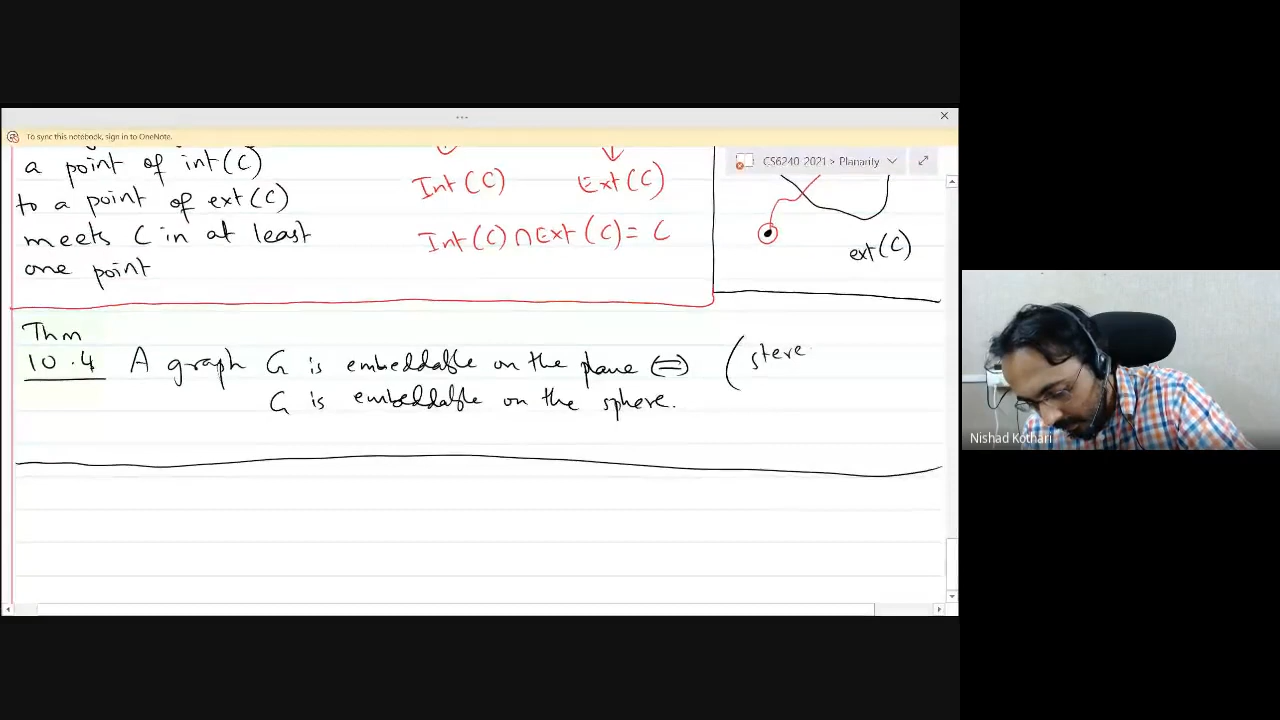 To sync this notebook, sign in to OneNote.
CS6240 2021 > Planarity
a point of int(C)
to a point of ext(C)
meets C in at least
one point
Int(C) Ext(C)
Int(C) ∩ Ext(C) = C
ext(C)
Thm
10.4 A graph G is embeddable on the plane ⇔ (stere
G is embeddable on the sphere.
Nishad Kothari